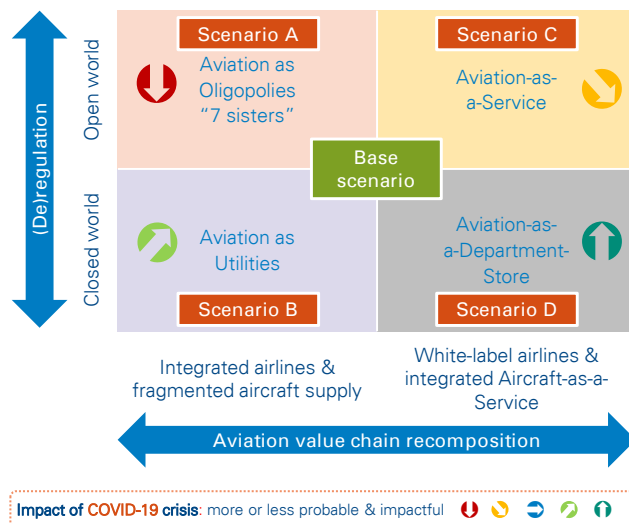 Scenario A
Aviation as
Oligopolies
“7 sisters”
Scenario C
Aviation-as-
a-Service
Base
scenario
Aviation as
Utilities
Scenario B
Aviation-as-
a-Department-
Store
Scenario D
(De)regulation
Open world
Closed world
Integrated airlines &
fragmented aircraft supply
White-label airlines &
integrated Aircraft-as-a-
Service
Aviation value chain recomposition
Impact of COVID-19 crisis: more or less probable & impactful